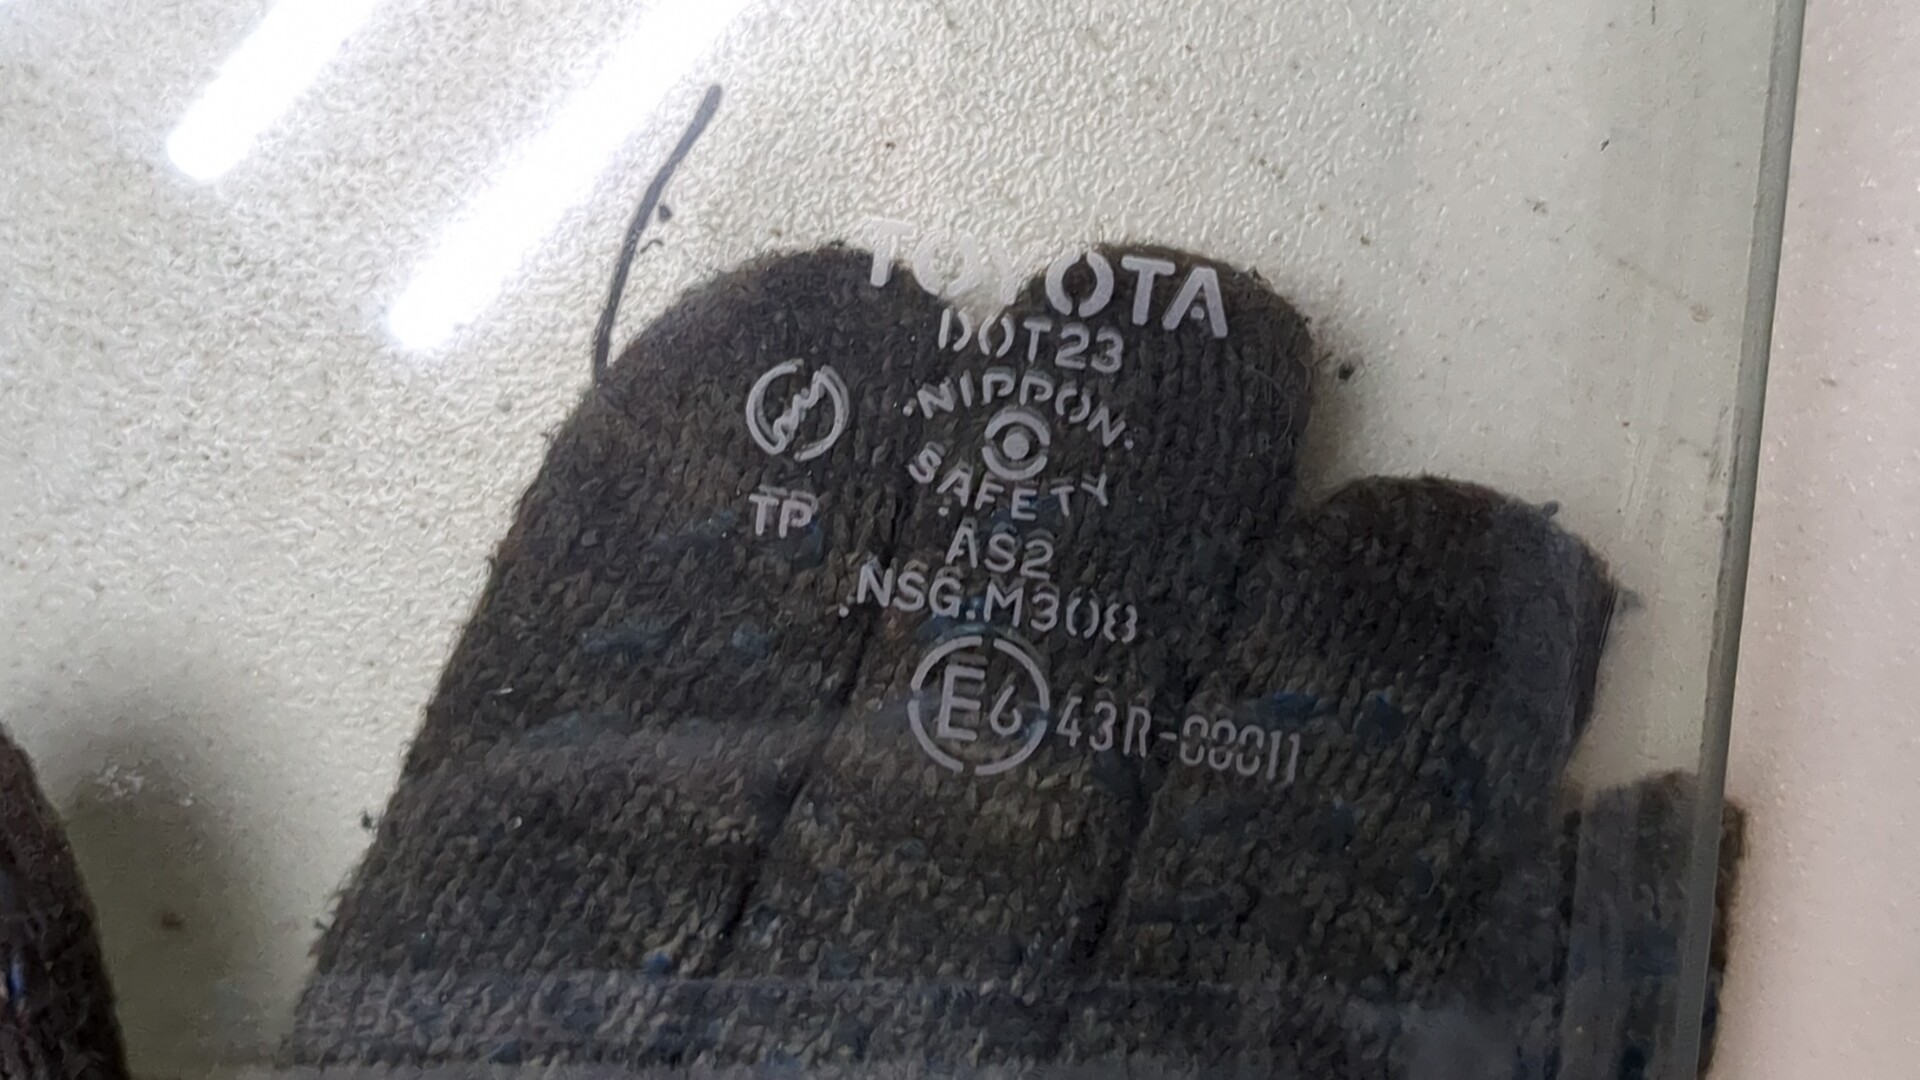 TOYOTA
DOT23
·NIPPON·
SAFETY
TP
AS2
.NSG.M308
E6 43R-00011